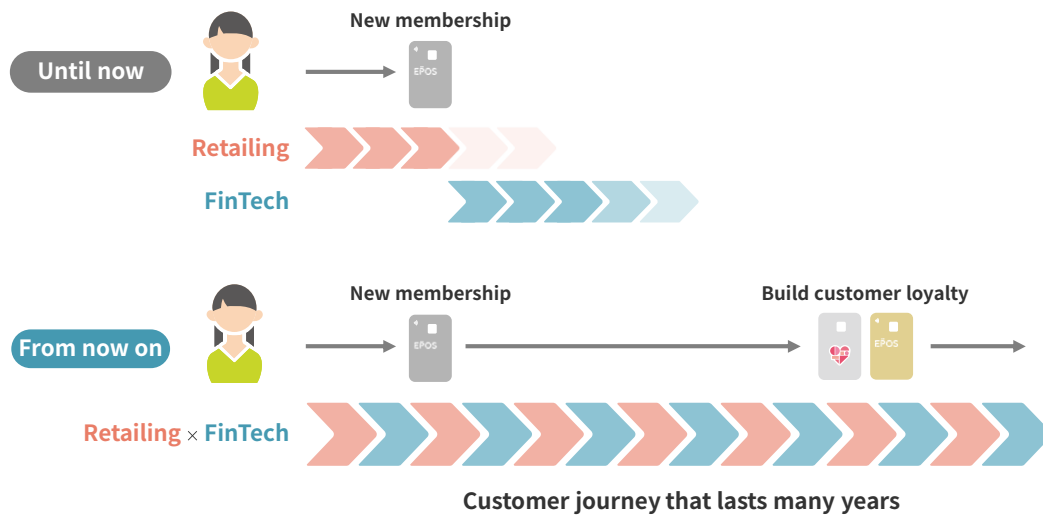 New membership
Until now
EPOS
Retailing
FinTech
New membership
Build customer loyalty
From now on
EPOS
EPOS
Retailing × FinTech
Customer journey that lasts many years